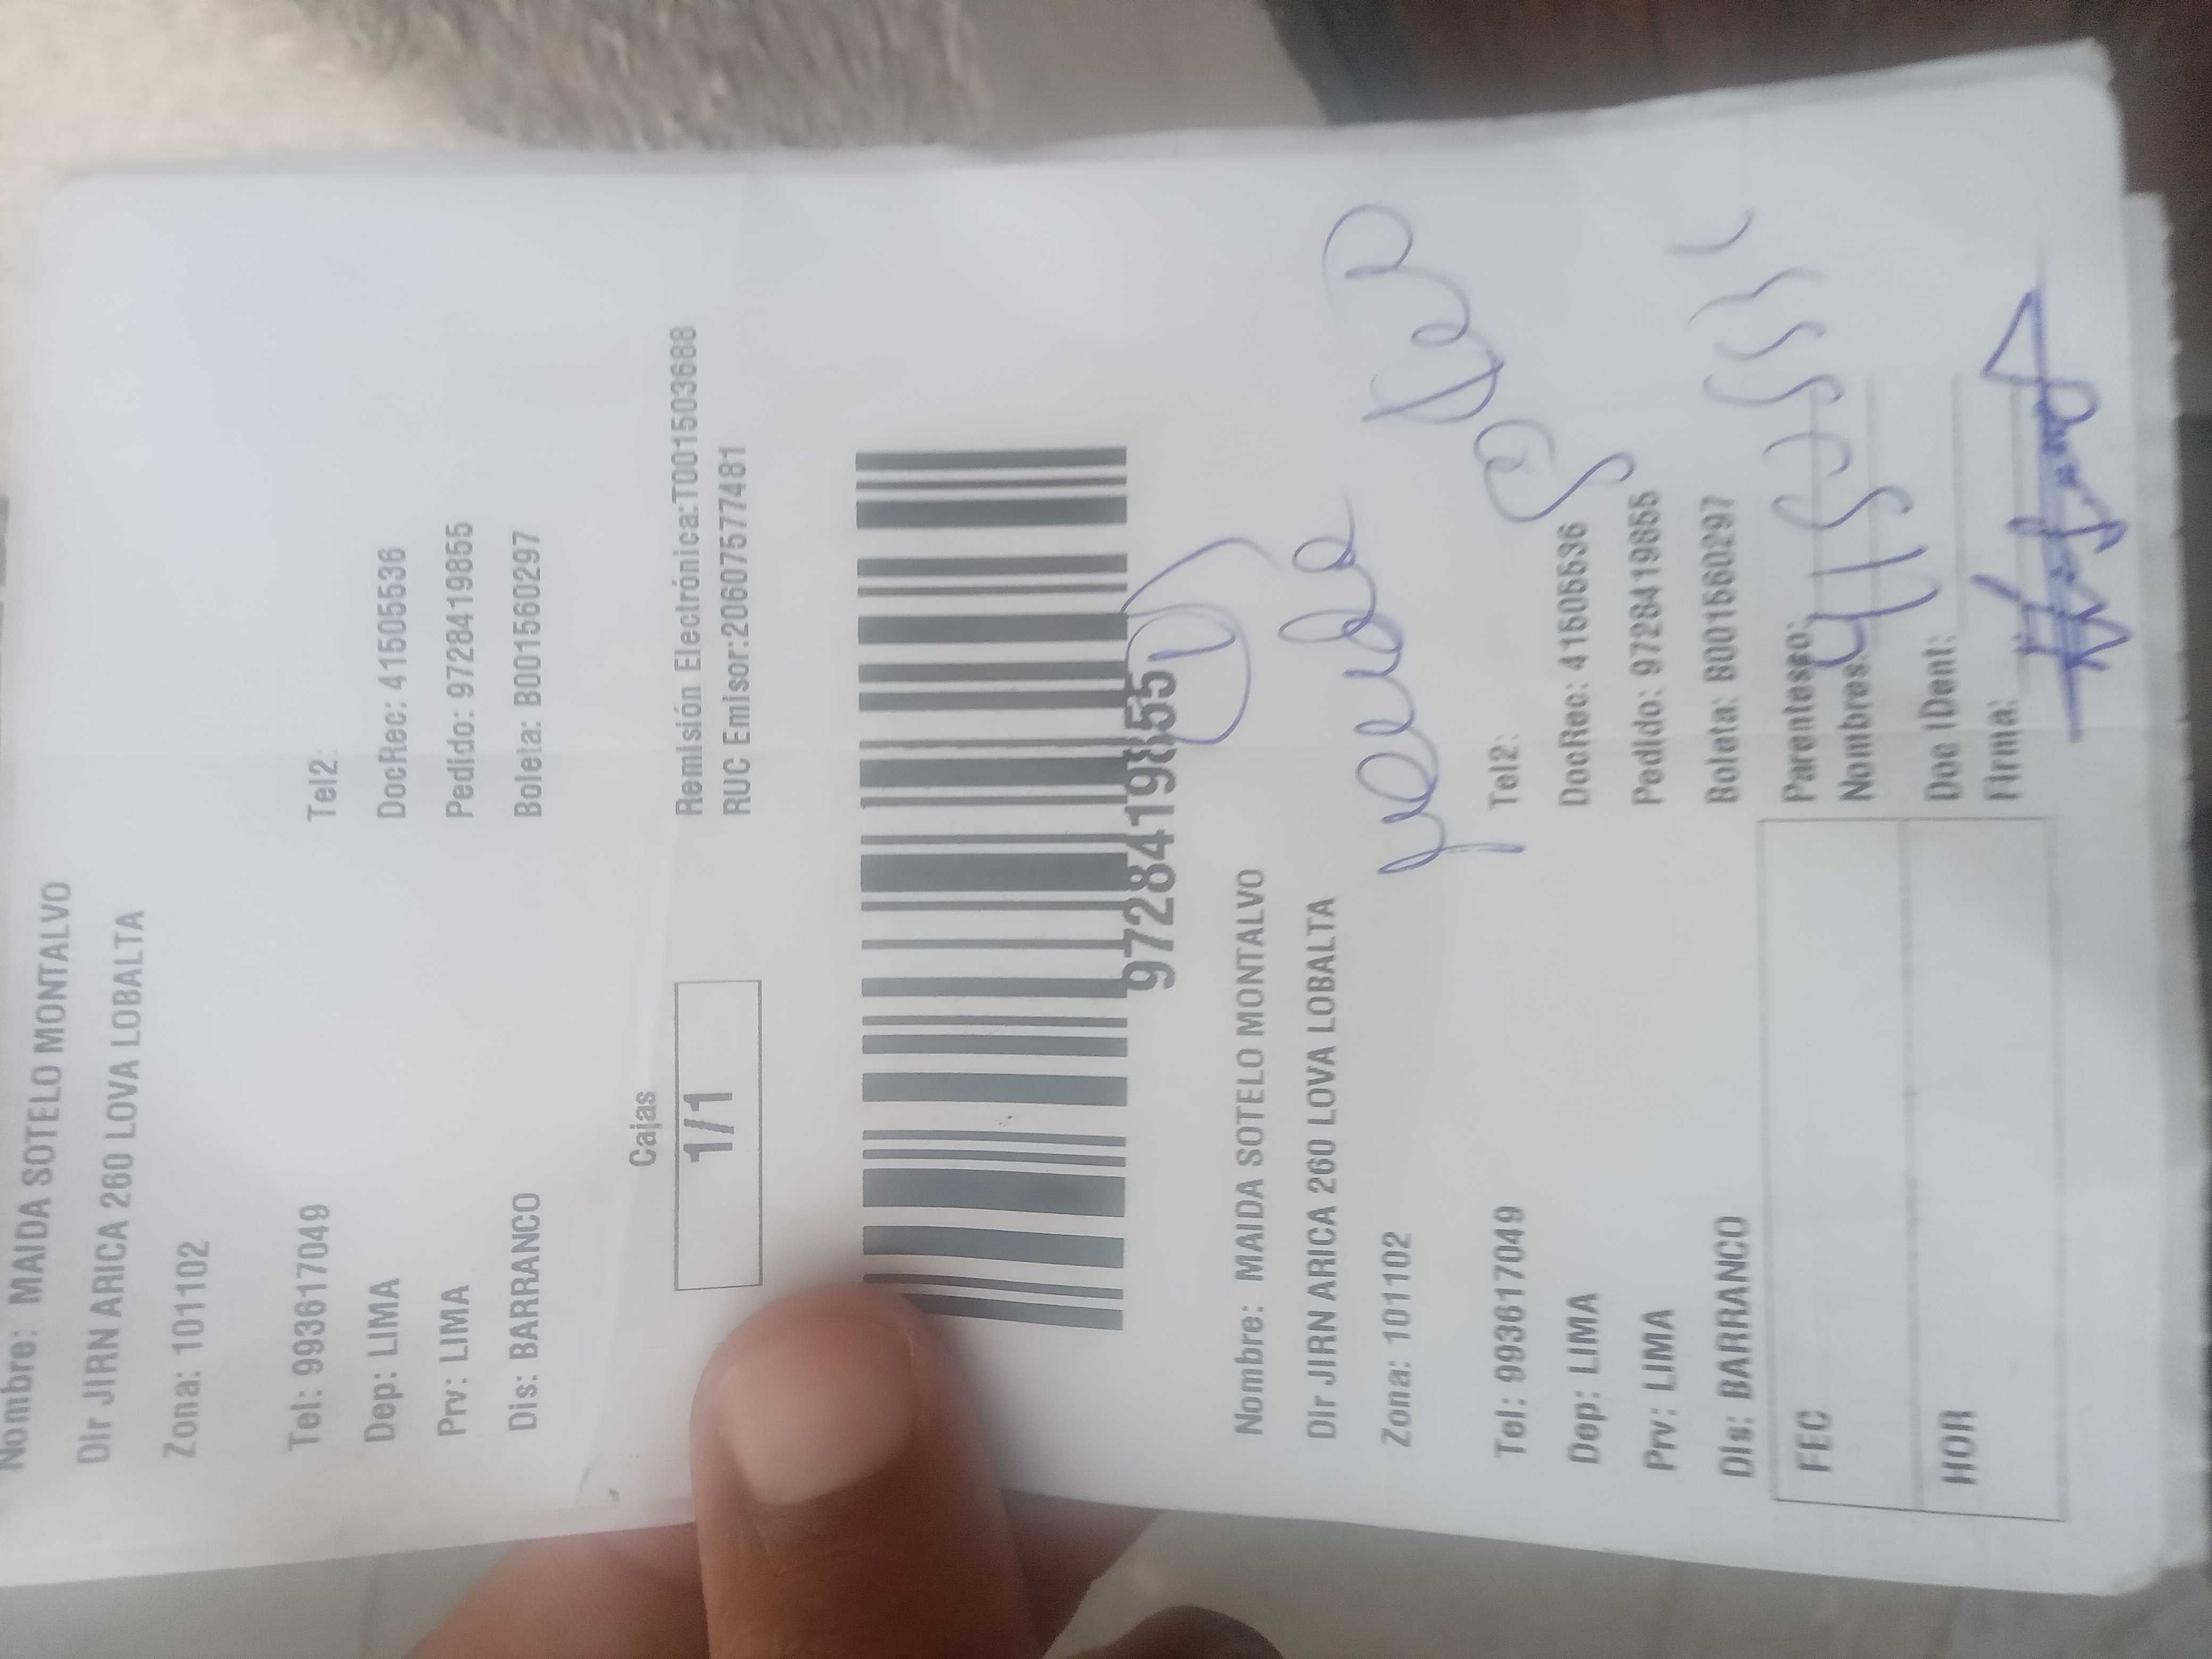 Nombre: MAIDA SOTELO MONTALVO
DIr JIRN ARICA 260 LOVA LOBALTA
Zona: 101102
Tel: 993617049 Tel2:
Dep: LIMA DocRec: 41505536
Prv: LIMA Pedido: 97284419855
Dis: BARRANCO Boleta: B001560297
Cajas
1/1
Remisión Electrónica:T001503688
RUC Emisor:20607577481
97284419855
Nombre: MAIDA SOTELO MONTALVO
DIr JIRN ARICA 260 LOVA LOBALTA
Zona: 101102
Tel: 993617049 Tel2:
Dep: LIMA DocRec: 41505536
Prv: LIMA Pedido: 97284419855
Dis: BARRANCO Boleta: B001560297
FEC
HOR
Parentesco:
Nombres:
Doc IDent:
Firma: